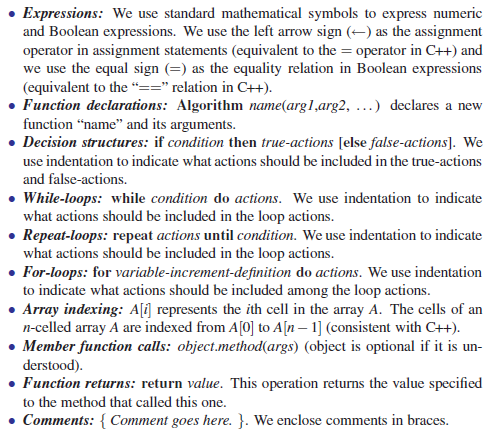 • Expressions: We use standard mathematical symbols to express numeric
and Boolean expressions. We use the left arrow sign (←) as the assignment
operator in assignment statements (equivalent to the = operator in C++) and
we use the equal sign (=) as the equality relation in Boolean expressions
(equivalent to the “==” relation in C++).
• Function declarations: Algorithm name(arg1,arg2, ...) declares a new
function “name” and its arguments.
• Decision structures: if condition then true-actions [else false-actions]. We
use indentation to indicate what actions should be included in the true-actions
and false-actions.
• While-loops: while condition do actions. We use indentation to indicate
what actions should be included in the loop actions.
• Repeat-loops: repeat actions until condition. We use indentation to indicate
what actions should be included in the loop actions.
• For-loops: for variable-increment-definition do actions. We use indentation
to indicate what actions should be included among the loop actions.
• Array indexing: A[i] represents the ith cell in the array A. The cells of an
n-celled array A are indexed from A[0] to A[n − 1] (consistent with C++).
• Member function calls: object.method(args) (object is optional if it is un-
derstood).
• Function returns: return value. This operation returns the value specified
to the method that called this one.
• Comments: { Comment goes here. }. We enclose comments in braces.